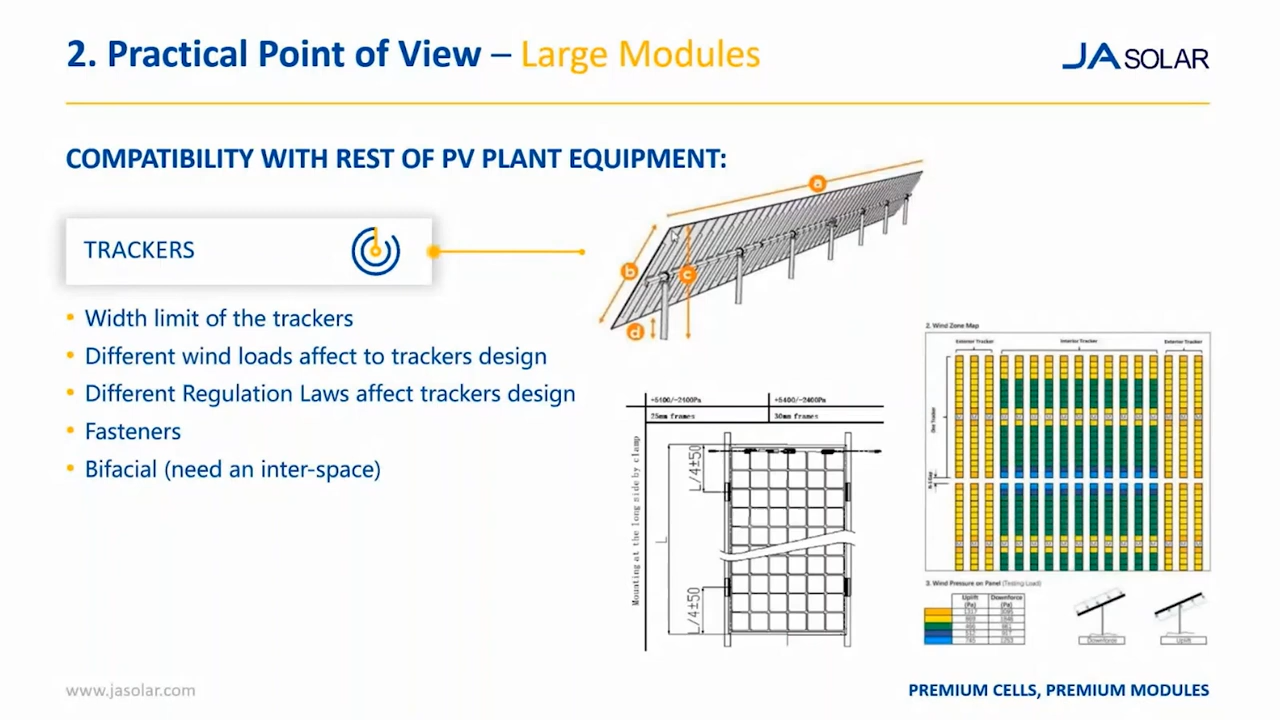 2. Practical Point of View – Large Modules
JA SOLAR
COMPATIBILITY WITH REST OF PV PLANT EQUIPMENT:
TRACKERS
• Width limit of the trackers
• Different wind loads affect to trackers design
• Different Regulation Laws affect trackers design
• Fasteners
• Bifacial (need an inter-space)
a
b
c
d
+5400/-2400Pa
+5400/-2400Pa
25mm frames
30mm frames
Mounting at the long side by clamp
L/4±50
L
L/4±50
2. Wind Zone Map
Exterior Tracker
Interior Tracker
Exterior Tracker
One Tracker
3. Wind Pressure on Panel (Testing Load)
Uplift (Pa)
Downforce (Pa)
Downforce
Uplift
www.jasolar.com
PREMIUM CELLS, PREMIUM MODULES